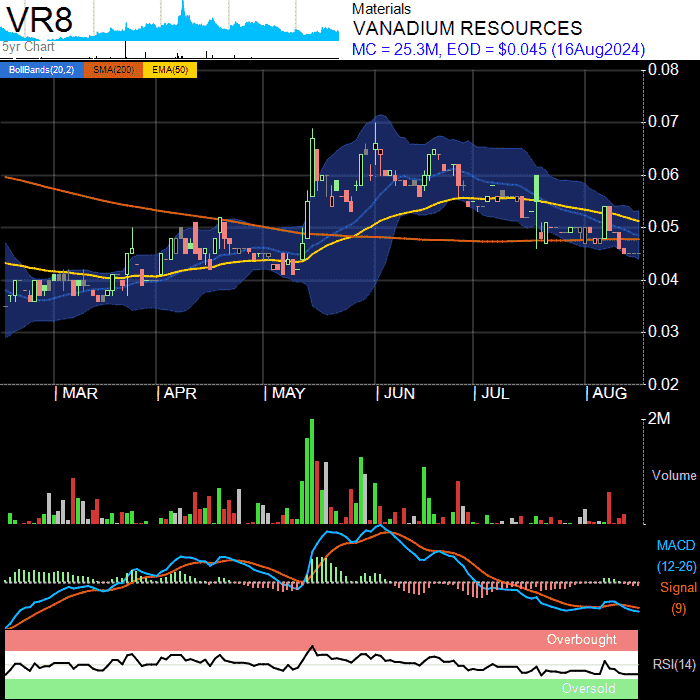 VR8
5yr Chart
Materials
VANADIUM RESOURCES
MC = 25.3M, EOD = $0.045 (16Aug2024)
BollBands(20,2) SMA(200) EMA(50)
0.08
0.07
0.06
0.05
0.04
0.03
0.02
MAR APR MAY JUN JUL AUG
2M
Volume
MACD
(12-26)
Signal
(9)
Overbought
RSI(14)
Oversold